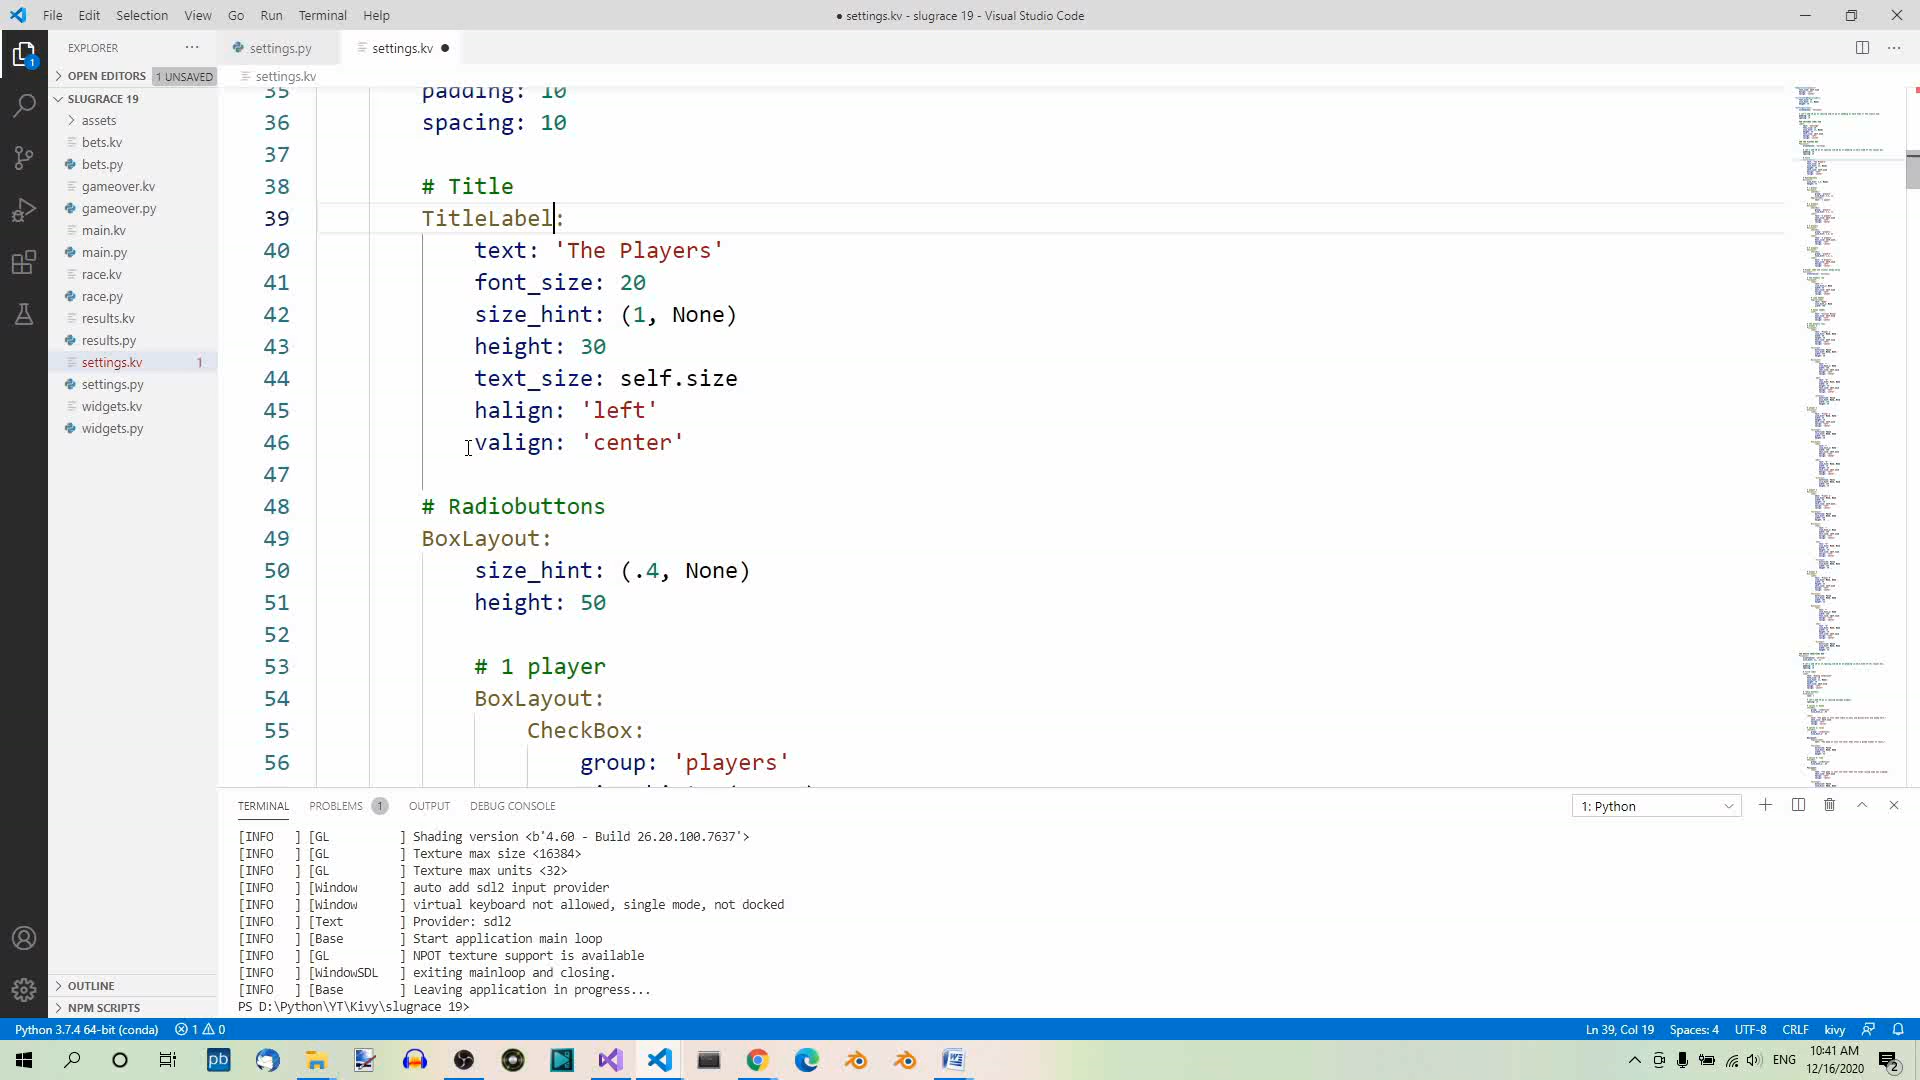 File Edit Selection View Go Run Terminal Help
● settings.kv - slugrace 19 - Visual Studio Code
EXPLORER
OPEN EDITORS 1 UNSAVED
SLUGRACE 19
assets
bets.kv
bets.py
gameover.kv
gameover.py
main.kv
main.py
race.kv
race.py
results.kv
results.py
settings.kv 1
settings.py
widgets.kv
widgets.py
OUTLINE
NPM SCRIPTS
settings.py settings.kv ●
settings.kv
35 padding: 10
36 spacing: 10
37
38 # Title
39 TitleLabel:
40 text: 'The Players'
41 font_size: 20
42 size_hint: (1, None)
43 height: 30
44 text_size: self.size
45 halign: 'left'
46 valign: 'center'
47
48 # Radiobuttons
49 BoxLayout:
50 size_hint: (.4, None)
51 height: 50
52
53 # 1 player
54 BoxLayout:
55 CheckBox:
56 group: 'players'
TERMINAL PROBLEMS 1 OUTPUT DEBUG CONSOLE
1: Python
[INFO ] [GL ] Shading version <b'4.60 - Build 26.20.100.7637'>
[INFO ] [GL ] Texture max size <16384>
[INFO ] [GL ] Texture max units <32>
[INFO ] [Window ] auto add sdl2 input provider
[INFO ] [Window ] virtual keyboard not allowed, single mode, not docked
[INFO ] [Text ] Provider: sdl2
[INFO ] [Base ] Start application main loop
[INFO ] [GL ] NPOT texture support is available
[INFO ] [WindowSDL ] exiting mainloop and closing.
[INFO ] [Base ] Leaving application in progress...
PS D:\Python\YT\Kivy\slugrace 19>
Python 3.7.4 64-bit (conda) 1 0
Ln 39, Col 19 Spaces: 4 UTF-8 CRLF kivy
pb
ENG
10:41 AM
12/16/2020
2